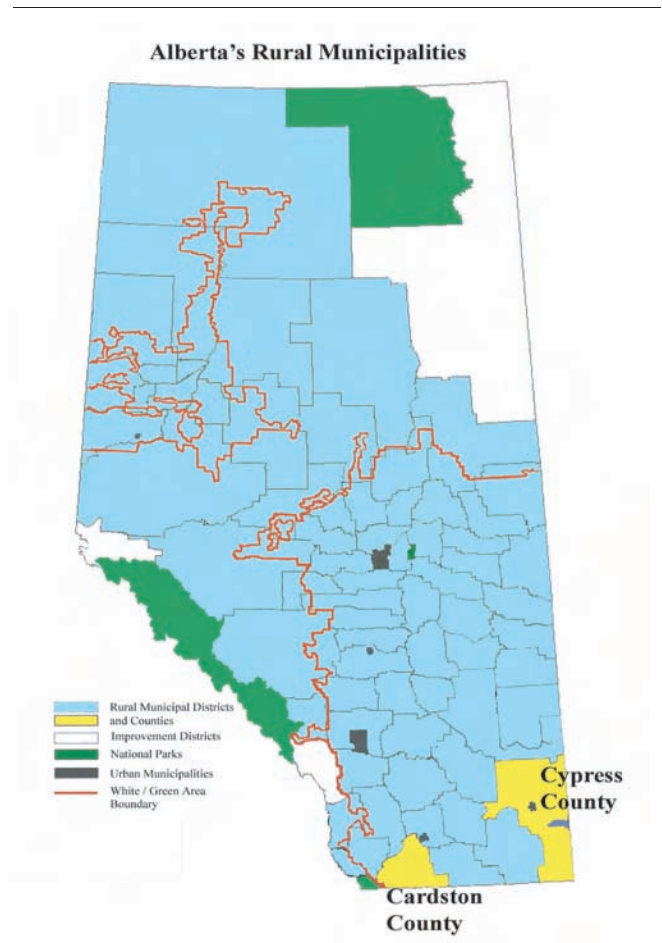 Alberta's Rural Municipalities
Cypress
County
Cardston
County
Rural Municipal Districts
and Counties
Improvement Districts
National Parks
Urban Municipalities
White / Green Area
Boundary